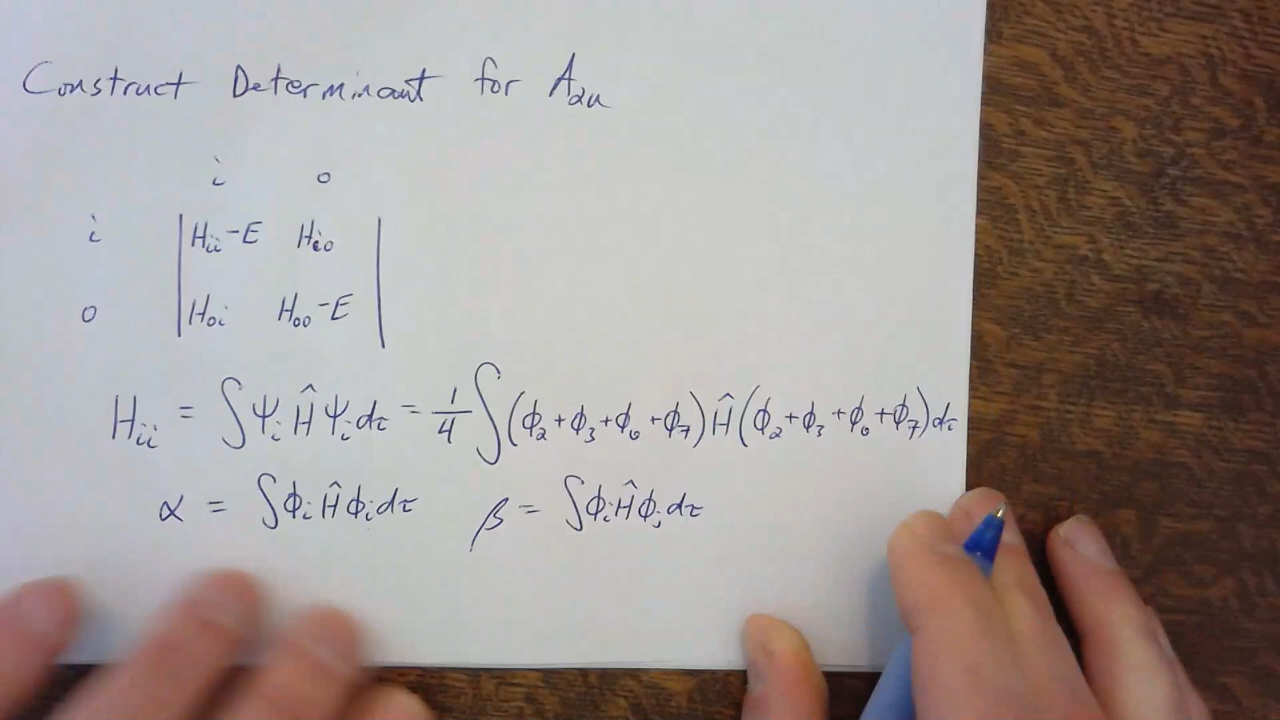 Construct Determinant for A₂ᵤ
i o
i | Hᵢᵢ-E Hᵢₒ |
o | Hₒᵢ Hₒₒ-E |
Hᵢᵢ = ∫ψᵢ Ĥ ψᵢ dτ = 1/4 ∫(ϕ₂+ϕ₃+ϕ₆+ϕ₇) Ĥ (ϕ₂+ϕ₃+ϕ₆+ϕ₇) dτ
α = ∫ϕᵢ Ĥ ϕᵢ dτ β = ∫ϕᵢ Ĥ ϕⱼ dτ